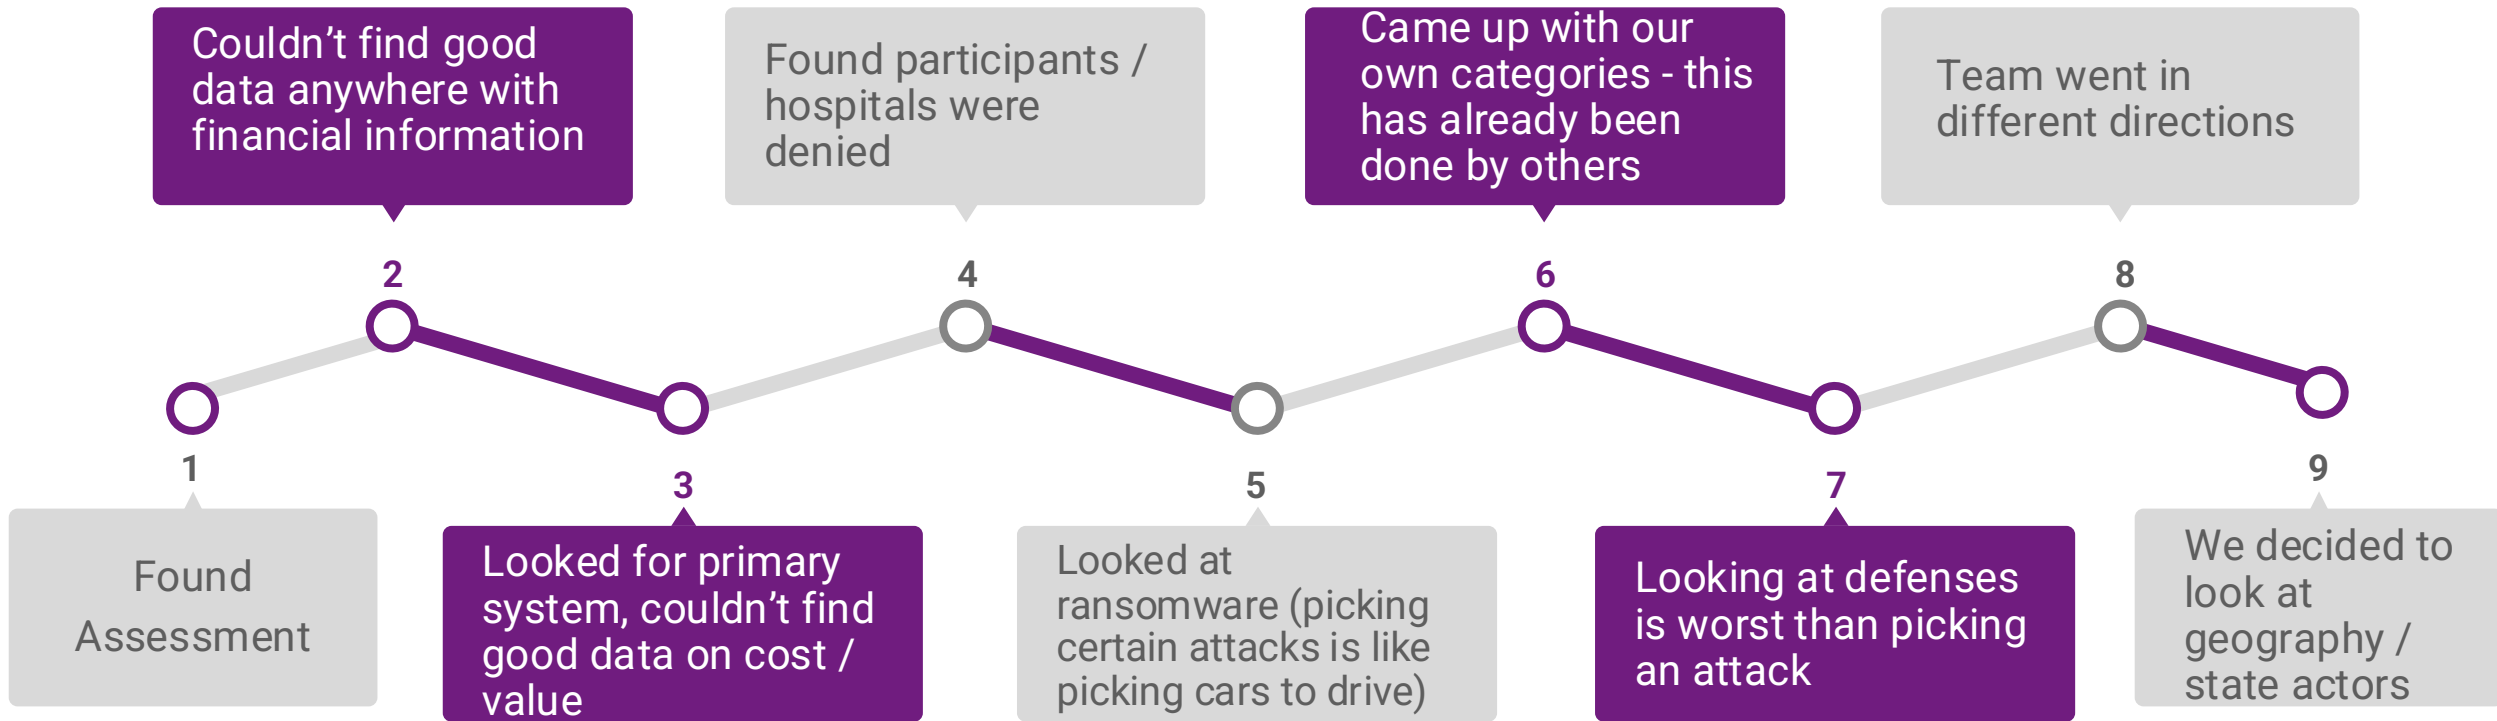 Couldn’t find good
data anywhere with
financial information
Found participants /
hospitals were
denied
Came up with our
own categories - this
has already been
done by others
Team went in
different directions
2
4
6
8
1
3
5
7
9
Found
Assessment
Looked for primary
system, couldn’t find
good data on cost /
value
Looked at
ransomware (picking
certain attacks is like
picking cars to drive)
Looking at defenses
is worst than picking
an attack
We decided to
look at
geography /
state actors